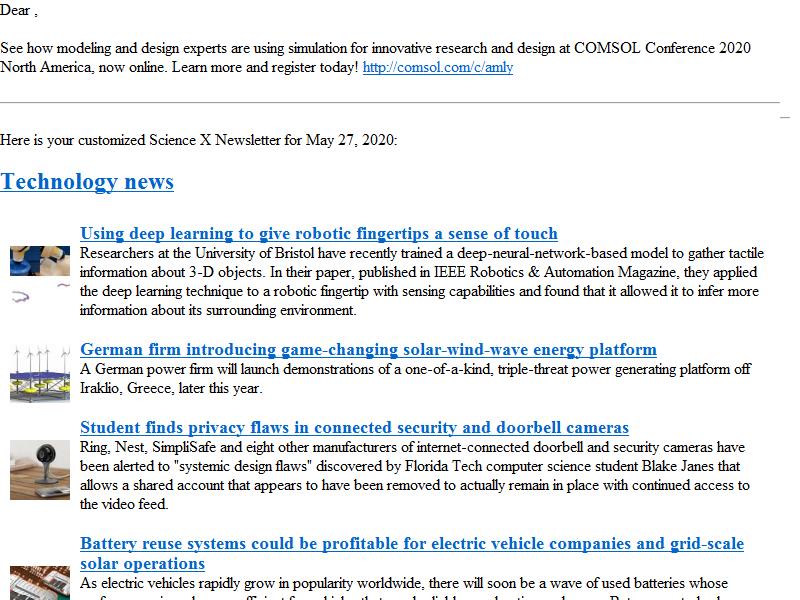 Dear ,
See how modeling and design experts are using simulation for innovative research and design at COMSOL Conference 2020
North America, now online. Learn more and register today! http://comsol.com/c/amly
Here is your customized Science X Newsletter for May 27, 2020:
Technology news
Using deep learning to give robotic fingertips a sense of touch
Researchers at the University of Bristol have recently trained a deep-neural-network-based model to gather tactile
information about 3-D objects. In their paper, published in IEEE Robotics & Automation Magazine, they applied
the deep learning technique to a robotic fingertip with sensing capabilities and found that it allowed it to infer more
information about its surrounding environment.
German firm introducing game-changing solar-wind-wave energy platform
A German power firm will launch demonstrations of a one-of-a-kind, triple-threat power generating platform off
Iraklio, Greece, later this year.
Student finds privacy flaws in connected security and doorbell cameras
Ring, Nest, SimpliSafe and eight other manufacturers of internet-connected doorbell and security cameras have
been alerted to "systemic design flaws" discovered by Florida Tech computer science student Blake Janes that
allows a shared account that appears to have been removed to actually remain in place with continued access to
the video feed.
Battery reuse systems could be profitable for electric vehicle companies and grid-scale
solar operations
As electric vehicles rapidly grow in popularity worldwide, there will soon be a wave of used batteries whose